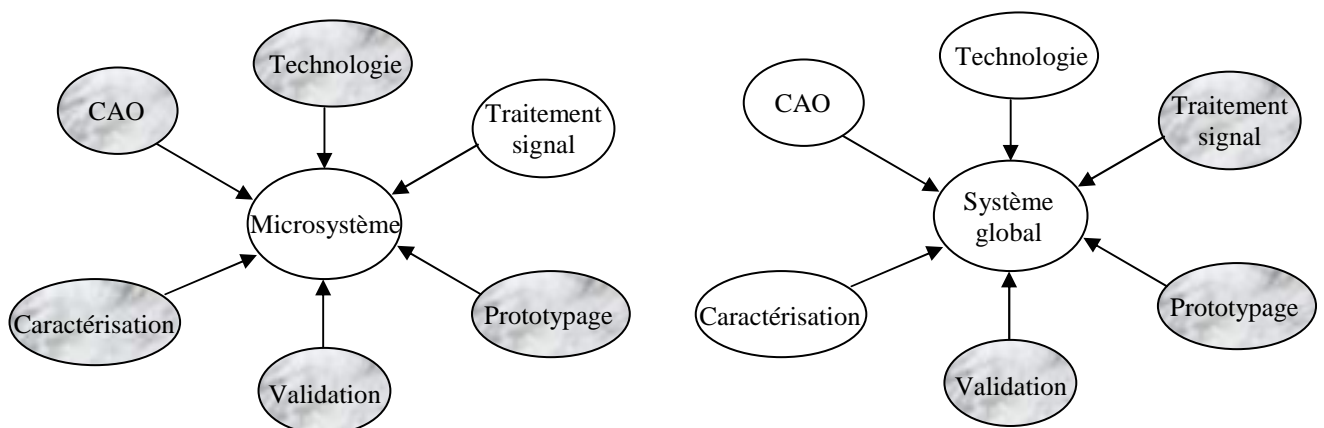 Technologie
CAO
Traitement
signal
Microsystème
Caractérisation
Prototypage
Validation
Technologie
CAO
Traitement
signal
Système
global
Caractérisation
Prototypage
Validation